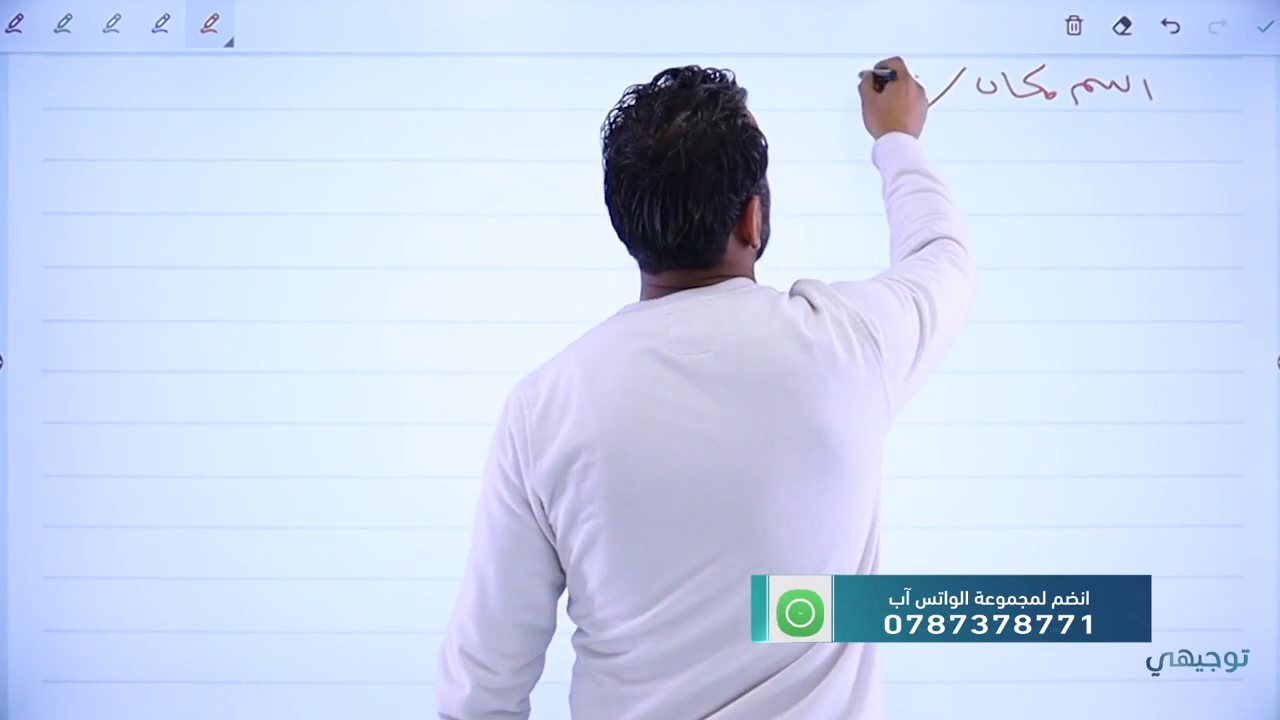 اسم مكان /
انضم لمجموعة الواتس آب
0787378771
توجيهي